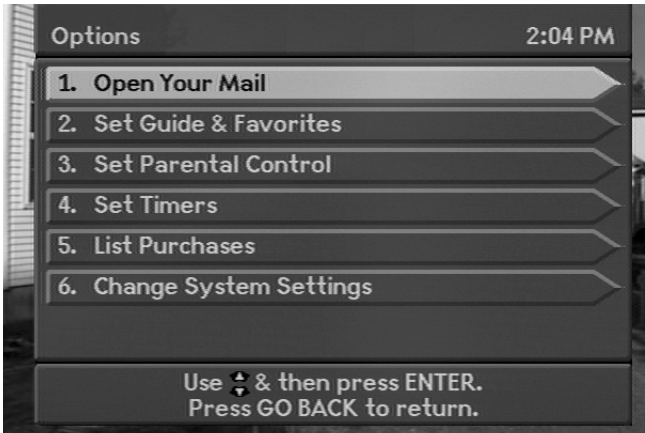 Options
2:04 PM
1. Open Your Mail
2. Set Guide & Favorites
3. Set Parental Control
4. Set Timers
5. List Purchases
6. Change System Settings
Use & then press ENTER.
Press GO BACK to return.